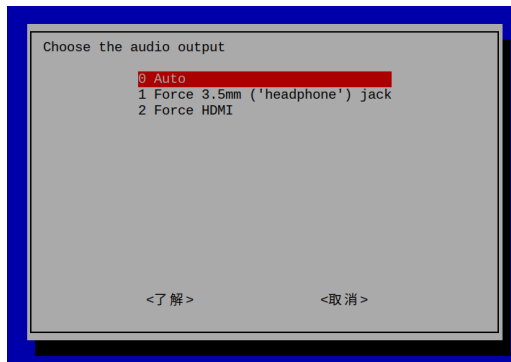 Choose the audio output
0 Auto
1 Force 3.5mm ('headphone') jack
2 Force HDMI
<了解> <取消>